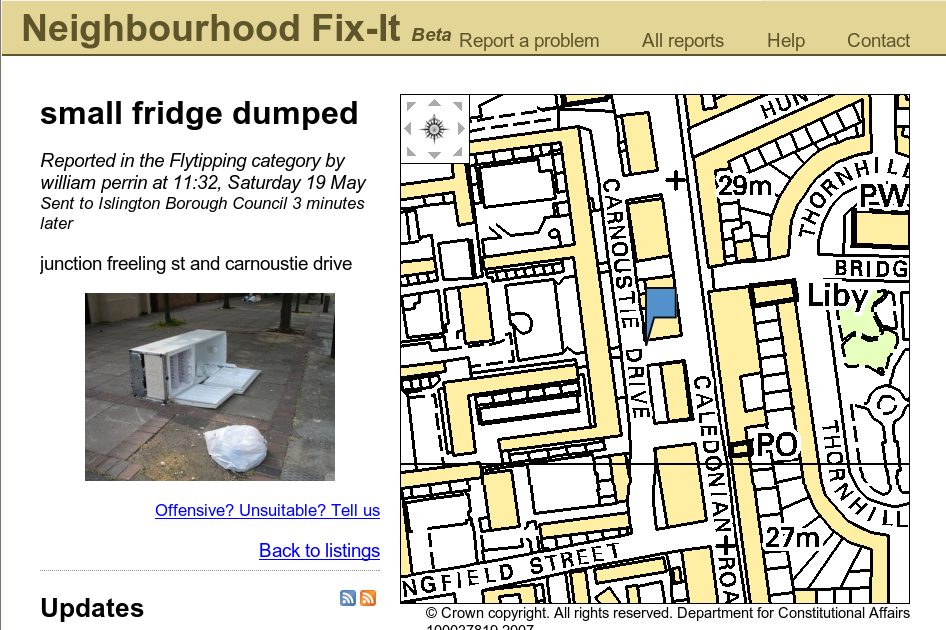 Neighbourhood Fix-It Beta
Report a problem All reports Help Contact
small fridge dumped
Reported in the Flytipping category by
william perrin at 11:32, Saturday 19 May
Sent to Islington Borough Council 3 minutes
later
junction freeling st and carnoustie drive
Offensive? Unsuitable? Tell us
Back to listings
Updates
HUN
29m
THORNHILL
PW
CARNOUSTIE DRIVE
BRIDG
Liby
CALEDONIAN ROA
PO
THORNHILL
27m
NGFIELD STREET
© Crown copyright. All rights reserved. Department for Constitutional Affairs
100037819 2007